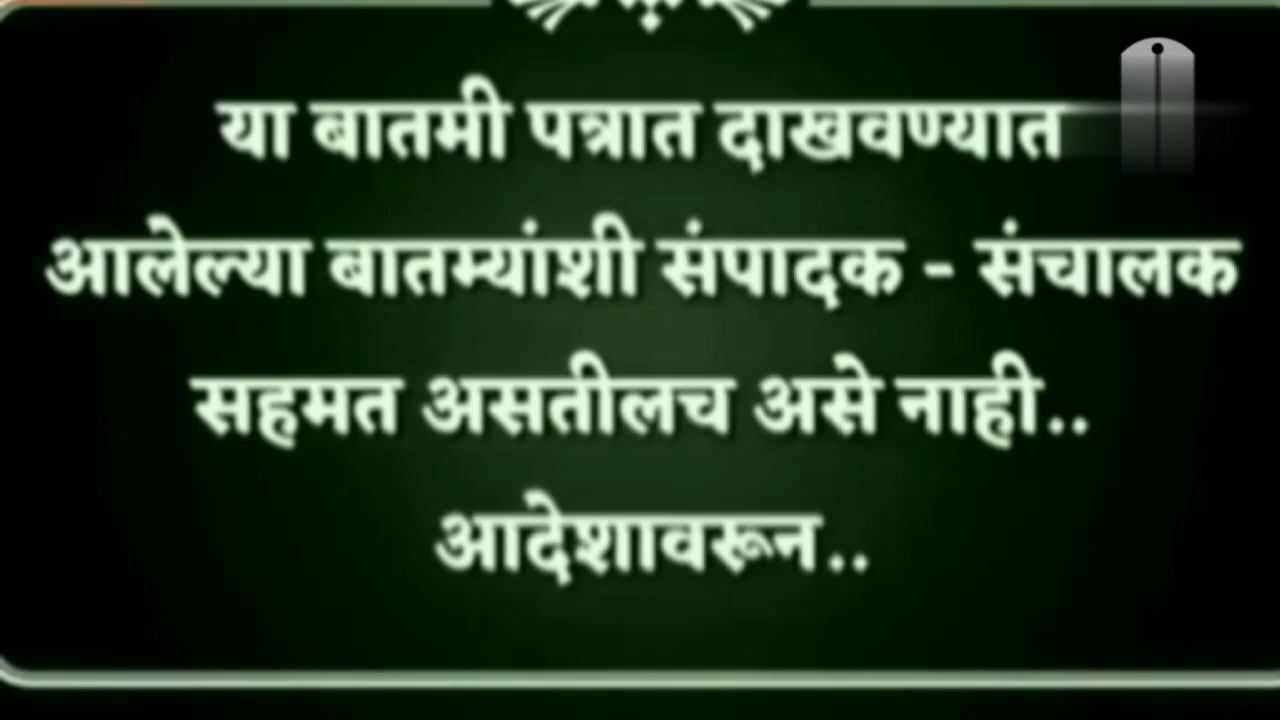 या बातमी पत्रात दाखवण्यात
आलेल्या बातम्यांशी संपादक - संचालक
सहमत असतीलच असे नाही..
आदेशावरून..